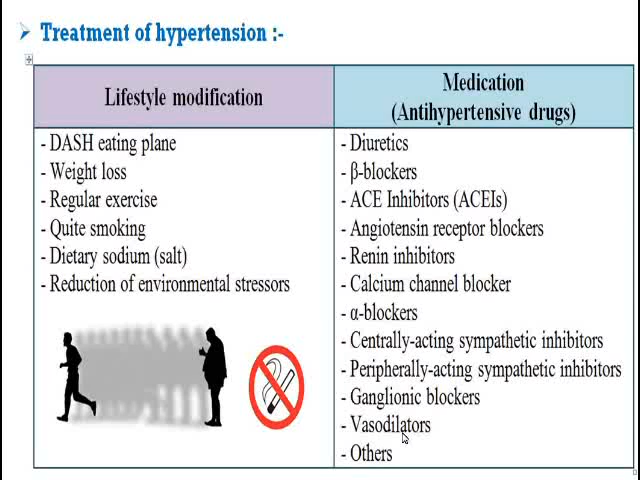 Treatment of hypertension :-
Lifestyle modification
Medication
(Antihypertensive drugs)
- DASH eating plane
- Weight loss
- Regular exercise
- Quite smoking
- Dietary sodium (salt)
- Reduction of environmental stressors
- Diuretics
- β-blockers
- ACE Inhibitors (ACEIs)
- Angiotensin receptor blockers
- Renin inhibitors
- Calcium channel blocker
- α-blockers
- Centrally-acting sympathetic inhibitors
- Peripherally-acting sympathetic inhibitors
- Ganglionic blockers
- Vasodilators
- Others